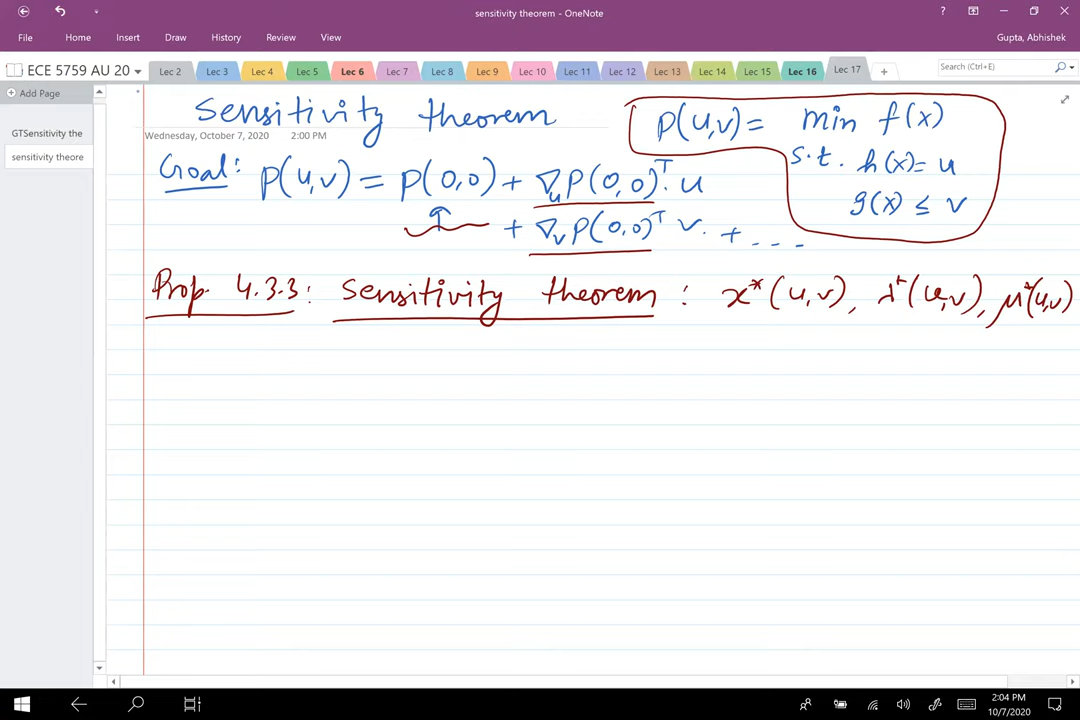 sensitivity theorem - OneNote
Gupta, Abhishek
File Home Insert Draw History Review View
ECE 5759 AU 20 Lec 2 Lec 3 Lec 4 Lec 5 Lec 6 Lec 7 Lec 8 Lec 9 Lec 10 Lec 11 Lec 12 Lec 13 Lec 14 Lec 15 Lec 16 Lec 17 + Search (Ctrl+E)
Add Page
GTSensitivity the
sensitivity theore
Sensitivity theorem
Wednesday, October 7, 2020 2:00 PM
P(u,v) = min f(x)
s.t. h(x) = u
g(x) ≤ v
Goal: P(u,v) = P(0,0) + ∇_u P(0,0)^T. u
+ ∇_v P(0,0)^T v. + ...
Prop. 4.3.3: Sensitivity theorem: x*(u,v), λ*(u,v), μ*(u,v)
2:04 PM
10/7/2020